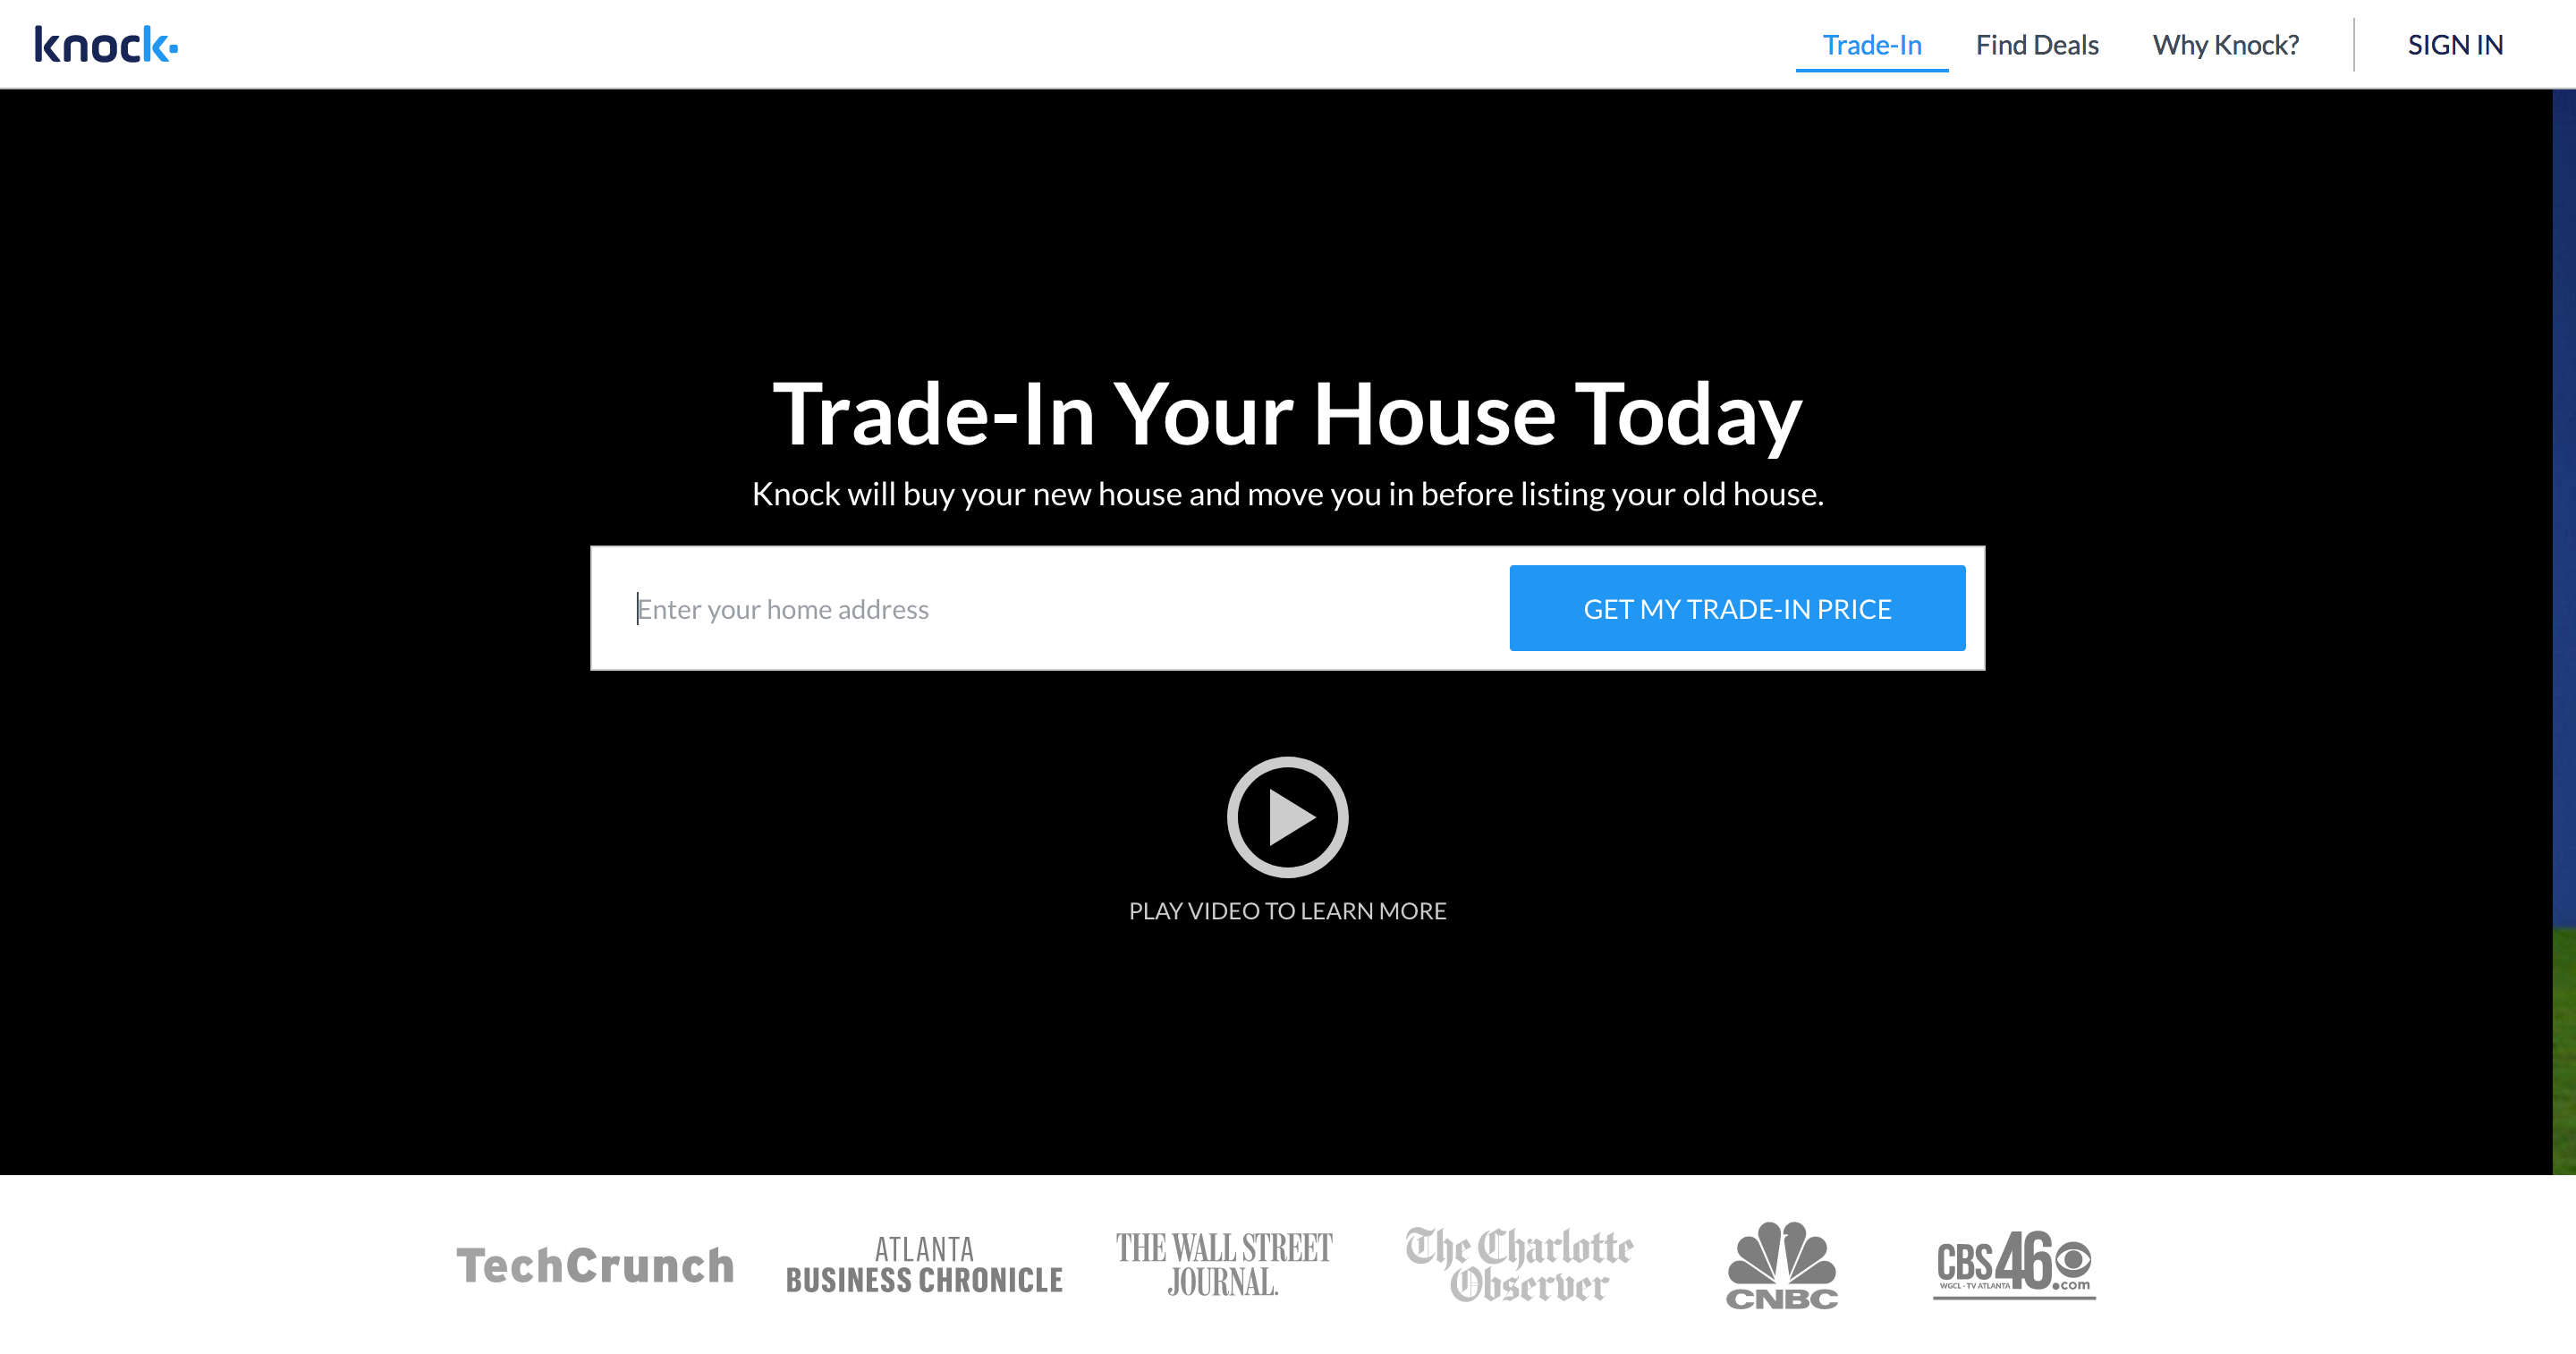 knock
Trade-In
Find Deals
Why Knock?
SIGN IN
Trade-In Your House Today
Knock will buy your new house and move you in before listing your old house.
Enter your home address
GET MY TRADE-IN PRICE
PLAY VIDEO TO LEARN MORE
TechCrunch
ATLANTA
BUSINESS CHRONICLE
THE WALL STREET
JOURNAL.
The Charlotte
Observer
CNBC
CBS46.com
WGCL-TV ATLANTA